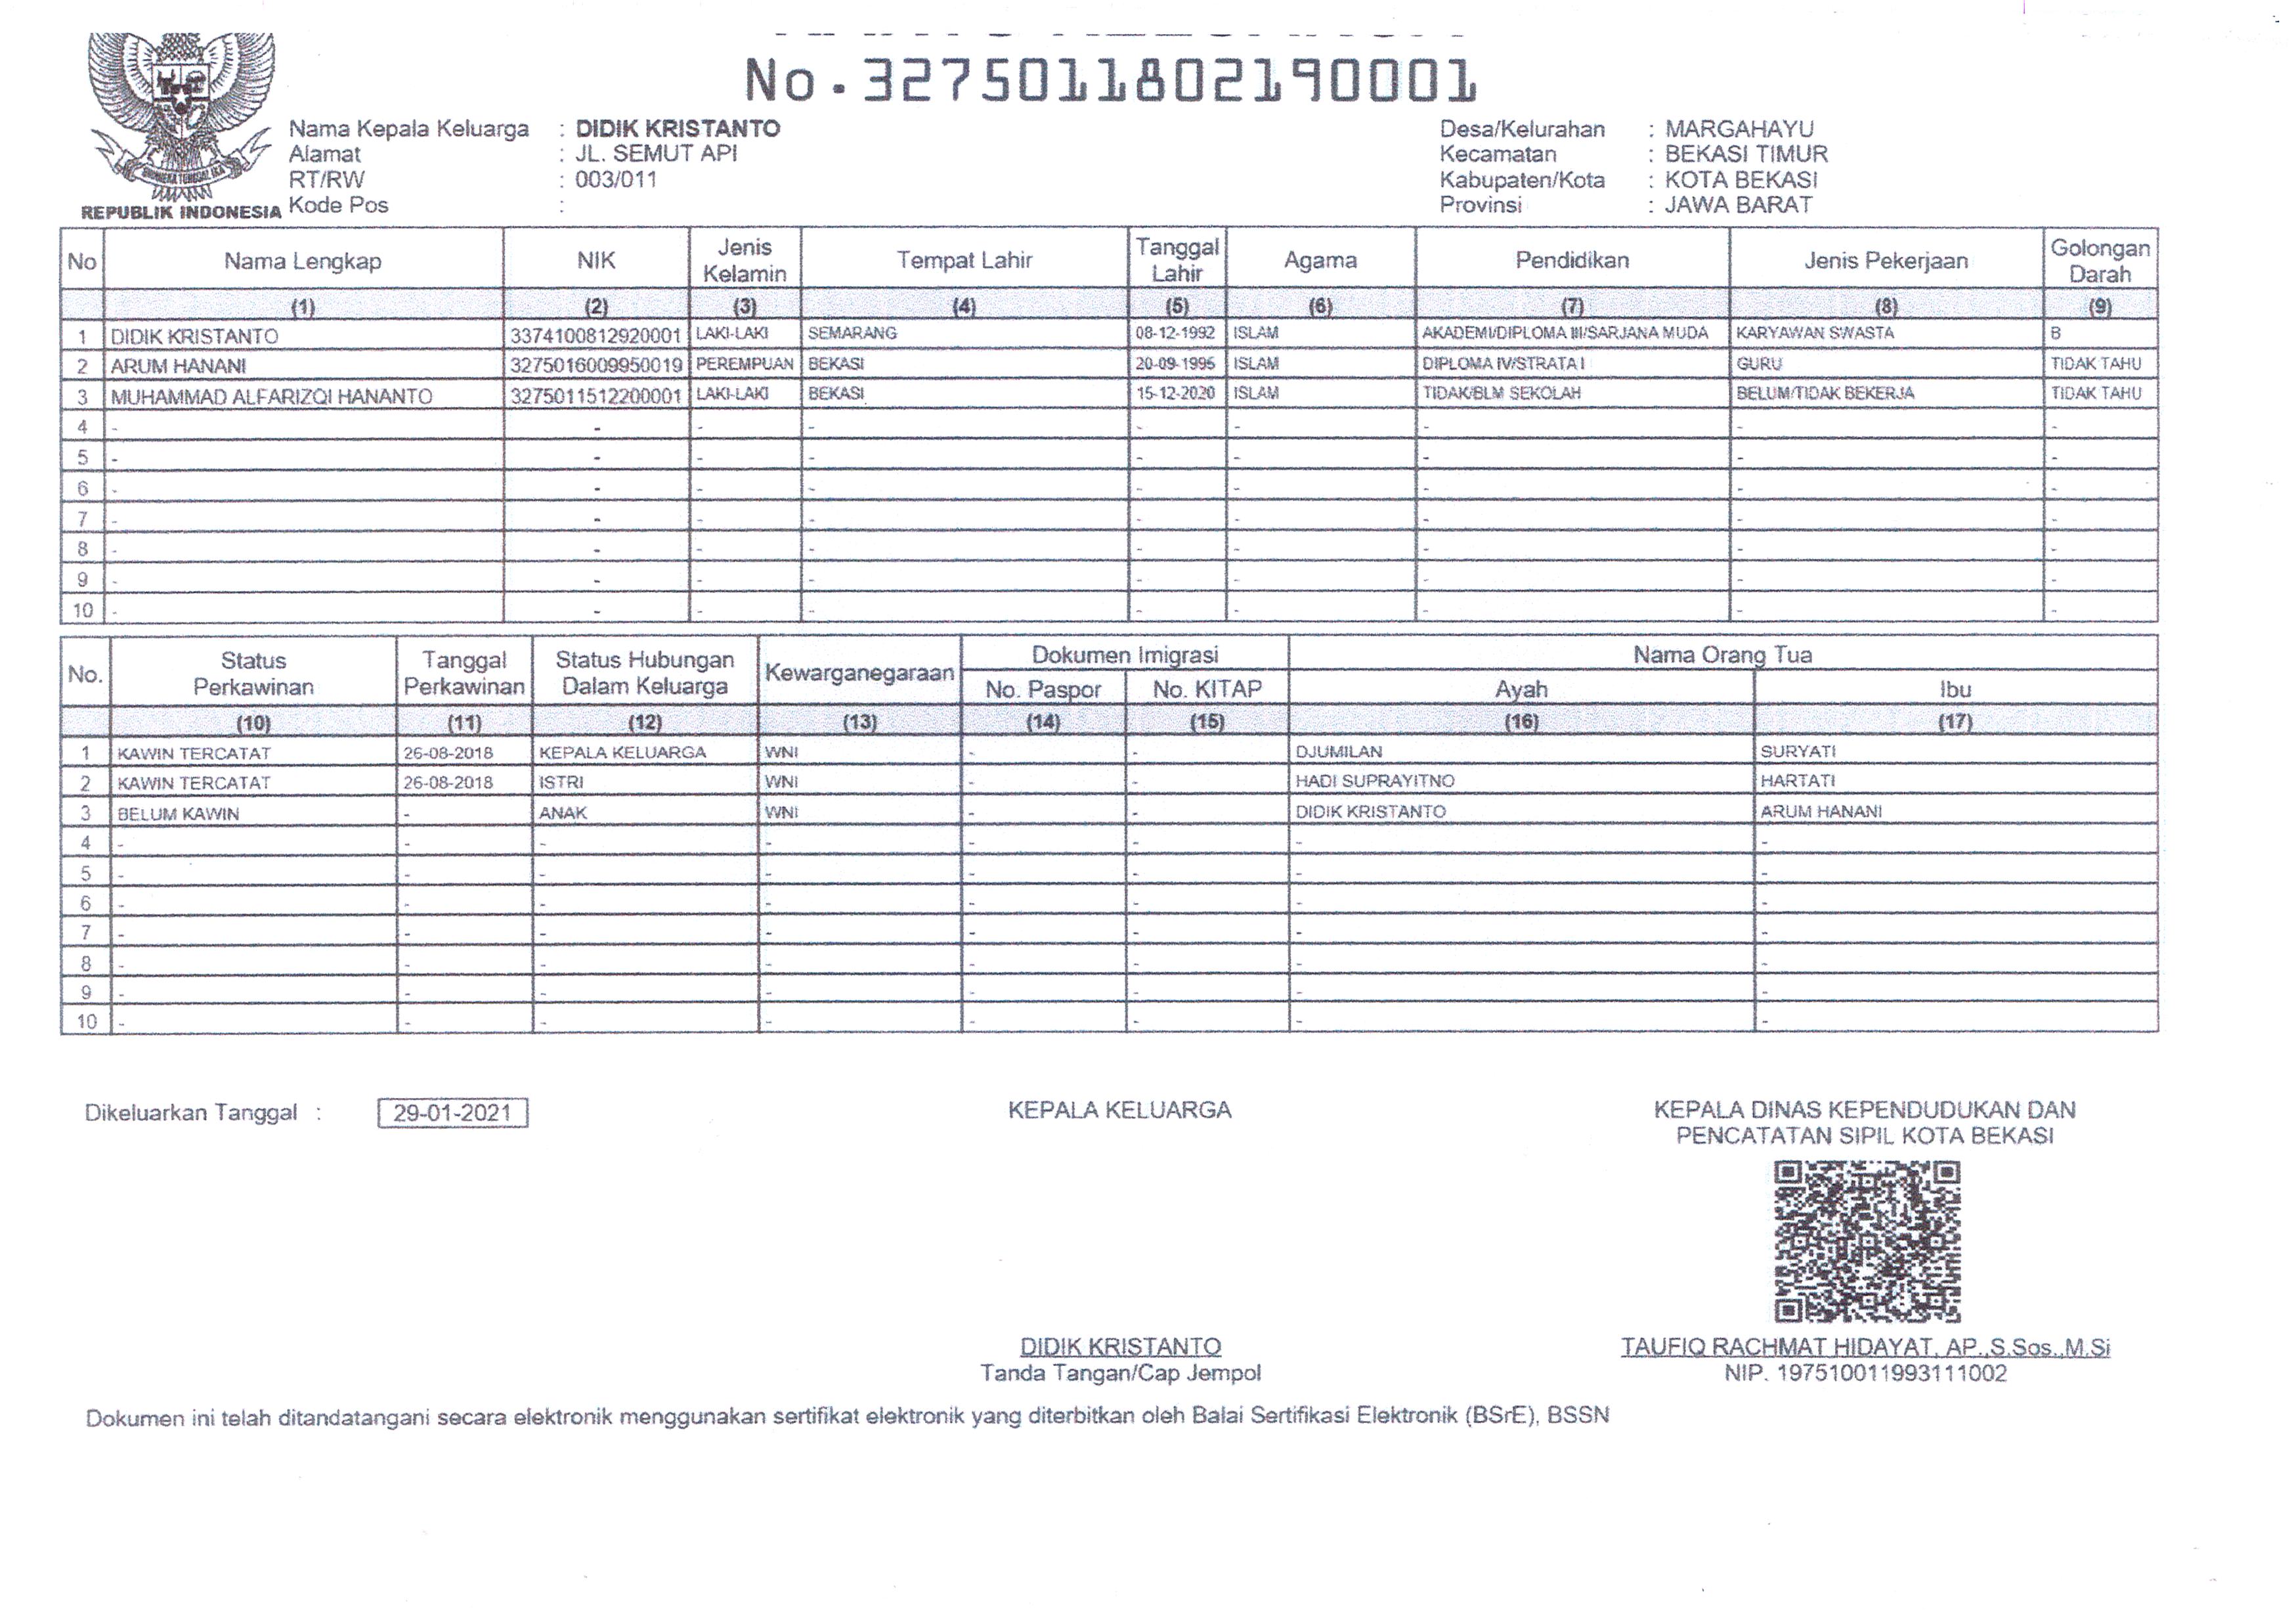 No. 3275011802190001
Nama Kepala Keluarga : DIDIK KRISTANTO
Alamat : JL. SEMUT API
RT/RW : 003/011
Kode Pos :
Desa/Kelurahan : MARGAHAYU
Kecamatan : BEKASI TIMUR
Kabupaten/Kota : KOTA BEKASI
Provinsi : JAWA BARAT
REPUBLIK INDONESIA
No Nama Lengkap NIK Jenis Kelamin Tempat Lahir Tanggal Lahir Agama Pendidikan Jenis Pekerjaan Golongan Darah
(1) (2) (3) (4) (5) (6) (7) (8) (9)
1 DIDIK KRISTANTO 3374100812920001 LAKI-LAKI SEMARANG 08-12-1992 ISLAM AKADEMI/DIPLOMA III/SARJANA MUDA KARYAWAN SWASTA B
2 ARUM HANANI 3275016009950019 PEREMPUAN BEKASI 20-09-1995 ISLAM DIPLOMA IV/STRATA I GURU TIDAK TAHU
3 MUHAMMAD ALFARIZQI HANANTO 3275011512200001 LAKI-LAKI BEKASI 15-12-2020 ISLAM TIDAK/BLM SEKOLAH BELUM/TIDAK BEKERJA TIDAK TAHU
4 - - - - - - - - -
5 - - - - - - - - -
6 - - - - - - - - -
7 - - - - - - - - -
8 - - - - - - - - -
9 - - - - - - - - -
10 - - - - - - - - -
No. Status Perkawinan Tanggal Perkawinan Status Hubungan Dalam Keluarga Kewarganegaraan Dokumen Imigrasi Nama Orang Tua
No. Paspor No. KITAP Ayah Ibu
(10) (11) (12) (13) (14) (15) (16) (17)
1 KAWIN TERCATAT 26-08-2018 KEPALA KELUARGA WNI - - DJUMILAN SURYATI
2 KAWIN TERCATAT 26-08-2018 ISTRI WNI - - HADI SUPRAYITNO HARTATI
3 BELUM KAWIN - ANAK WNI - - DIDIK KRISTANTO ARUM HANANI
4 - - - - - - - -
5 - - - - - - - -
6 - - - - - - - -
7 - - - - - - - -
8 - - - - - - - -
9 - - - - - - - -
10 - - - - - - - -
Dikeluarkan Tanggal : 29-01-2021
KEPALA KELUARGA
KEPALA DINAS KEPENDUDUKAN DAN
PENCATATAN SIPIL KOTA BEKASI
DIDIK KRISTANTO
Tanda Tangan/Cap Jempol
TAUFIQ RACHMAT HIDAYAT, AP.,S.Sos.,M.Si
NIP. 197510011993111002
Dokumen ini telah ditandatangani secara elektronik menggunakan sertifikat elektronik yang diterbitkan oleh Balai Sertifikasi Elektronik (BSrE), BSSN